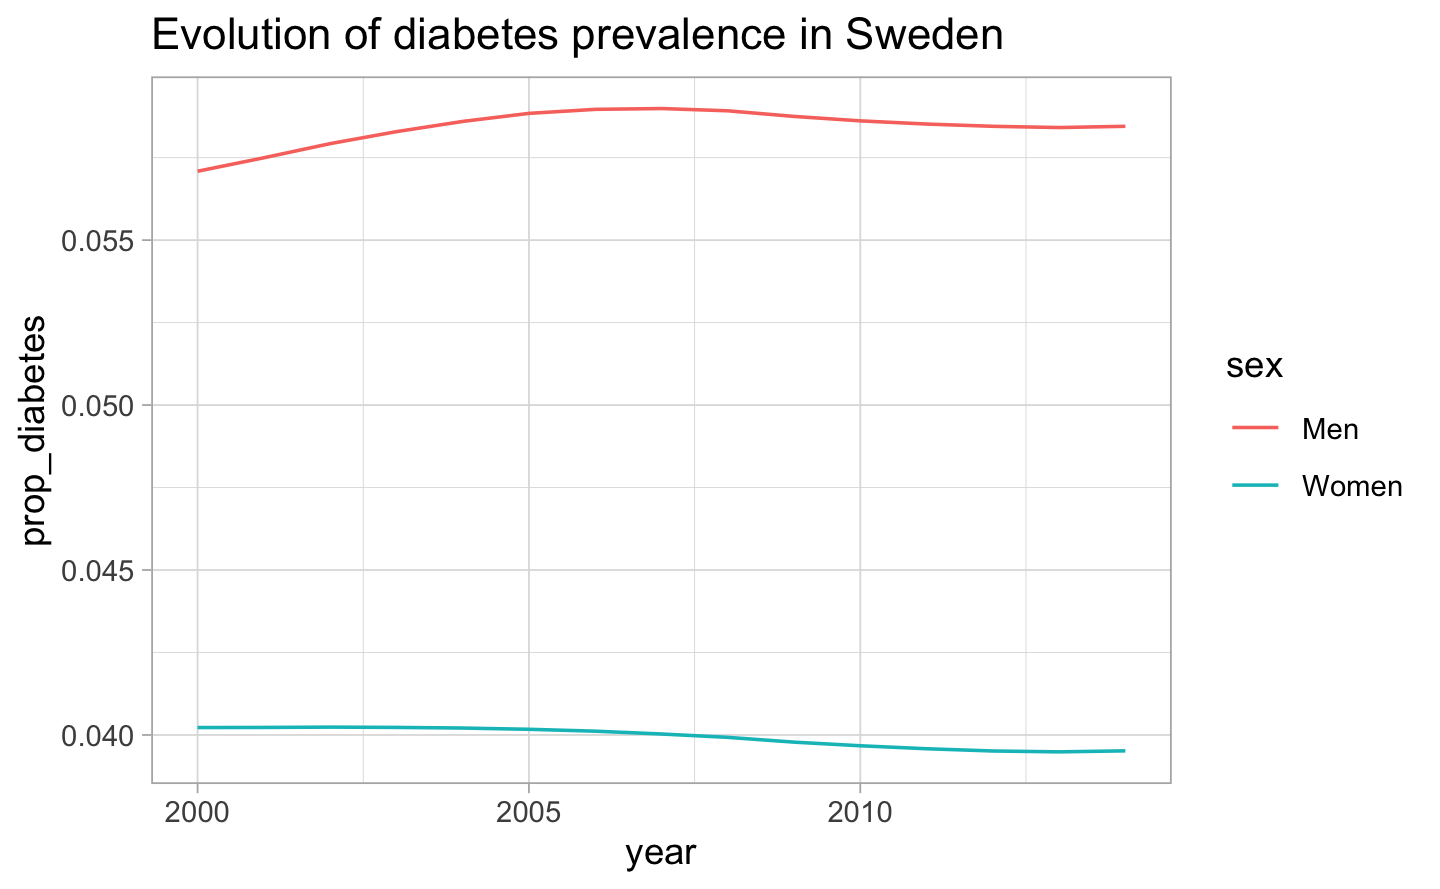 Evolution of diabetes prevalence in Sweden
prop_diabetes
0.055
0.050
0.045
0.040
2000 2005 2010
year
sex
Men
Women